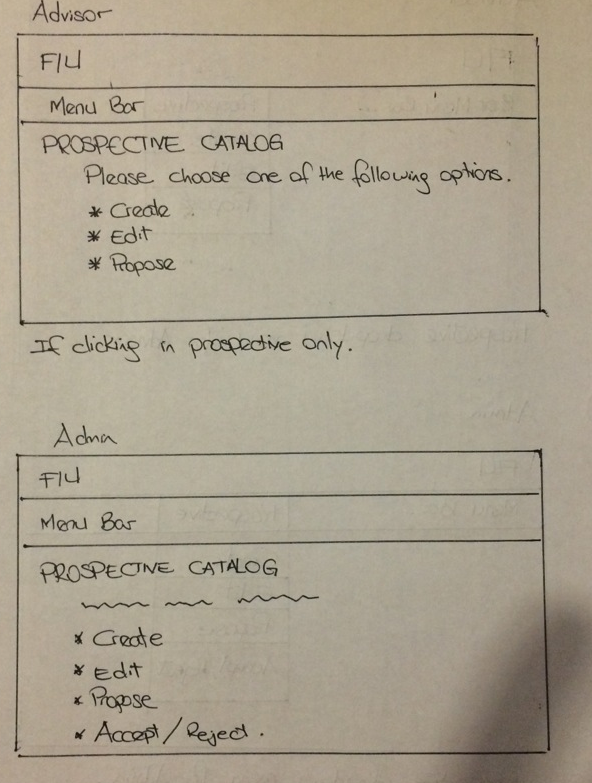 Advisor
FIU
Menu Bar
PROSPECTIVE CATALOG
Please choose one of the following options.
* Create
* Edit
* Propose
If clicking in prospective only.
Admn
FIU
Menu Bar
PROSPECTIVE CATALOG
* Create
* Edit
* Propose
* Accept / Reject.